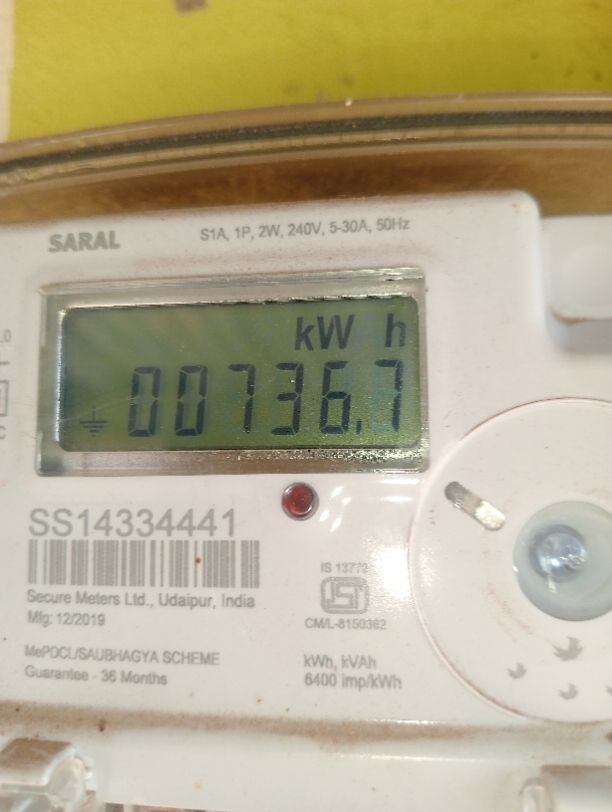 SARAL
S1A, 1P, 2W, 240V, 5-30A, 50Hz
kW h
00736.7
SS14334441
Secure Meters Ltd., Udaipur, India
Mfg: 12/2019
MePDCL/SAUBHAGYA SCHEME
Guarantee - 36 Months
IS 13779
ISI
CM/L-8150362
kWh, kVAh
6400 imp/kWh